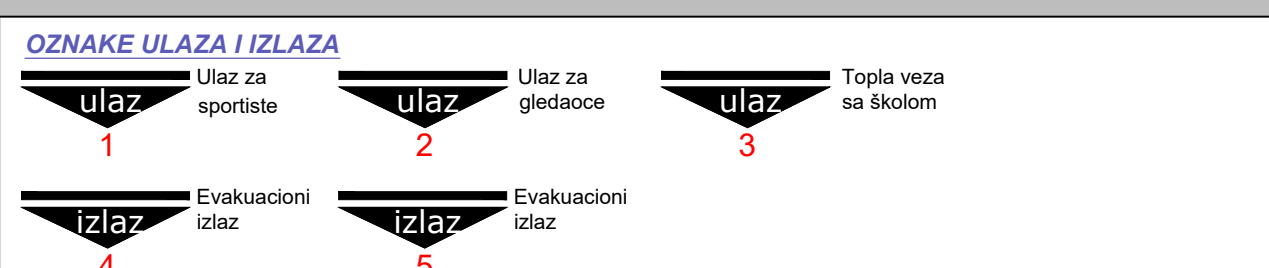 OZNAKE ULAZA I IZLAZA
ulaz
Ulaz za
sportiste
1
ulaz
Ulaz za
gledaoce
2
ulaz
Topla veza
sa školom
3
izlaz
Evakuacioni
izlaz
4
izlaz
Evakuacioni
izlaz
5